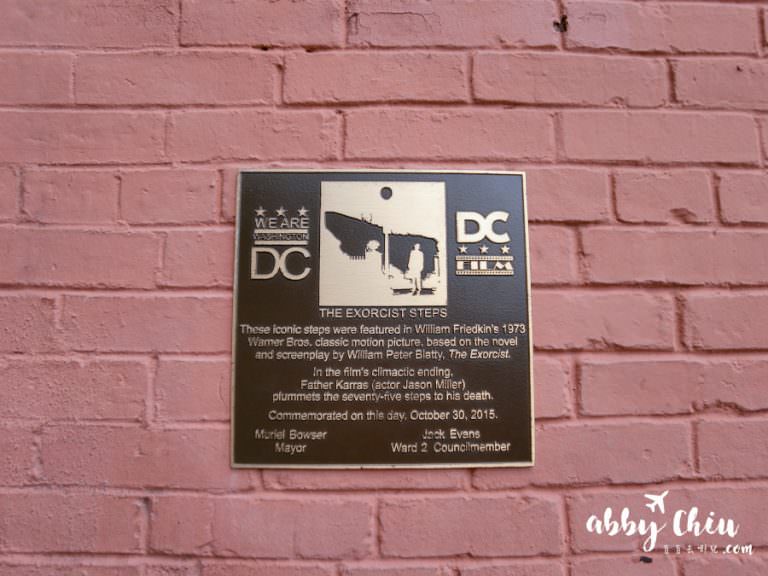 WE ARE
WASHINGTON
DC
DC
FILM
THE EXORCIST STEPS
These iconic steps were featured in William Friedkin's 1973
Warner Bros. classic motion picture, based on the novel
and screenplay by William Peter Blatty, The Exorcist.
In the film's climactic ending,
Father Karras (actor Jason Miller)
plummets the seventy-five steps to his death.
Commemorated on this day, October 30, 2015.
Muriel Bowser
Mayor
Jack Evans
Ward 2 Councilmember
abby Chiu
.com